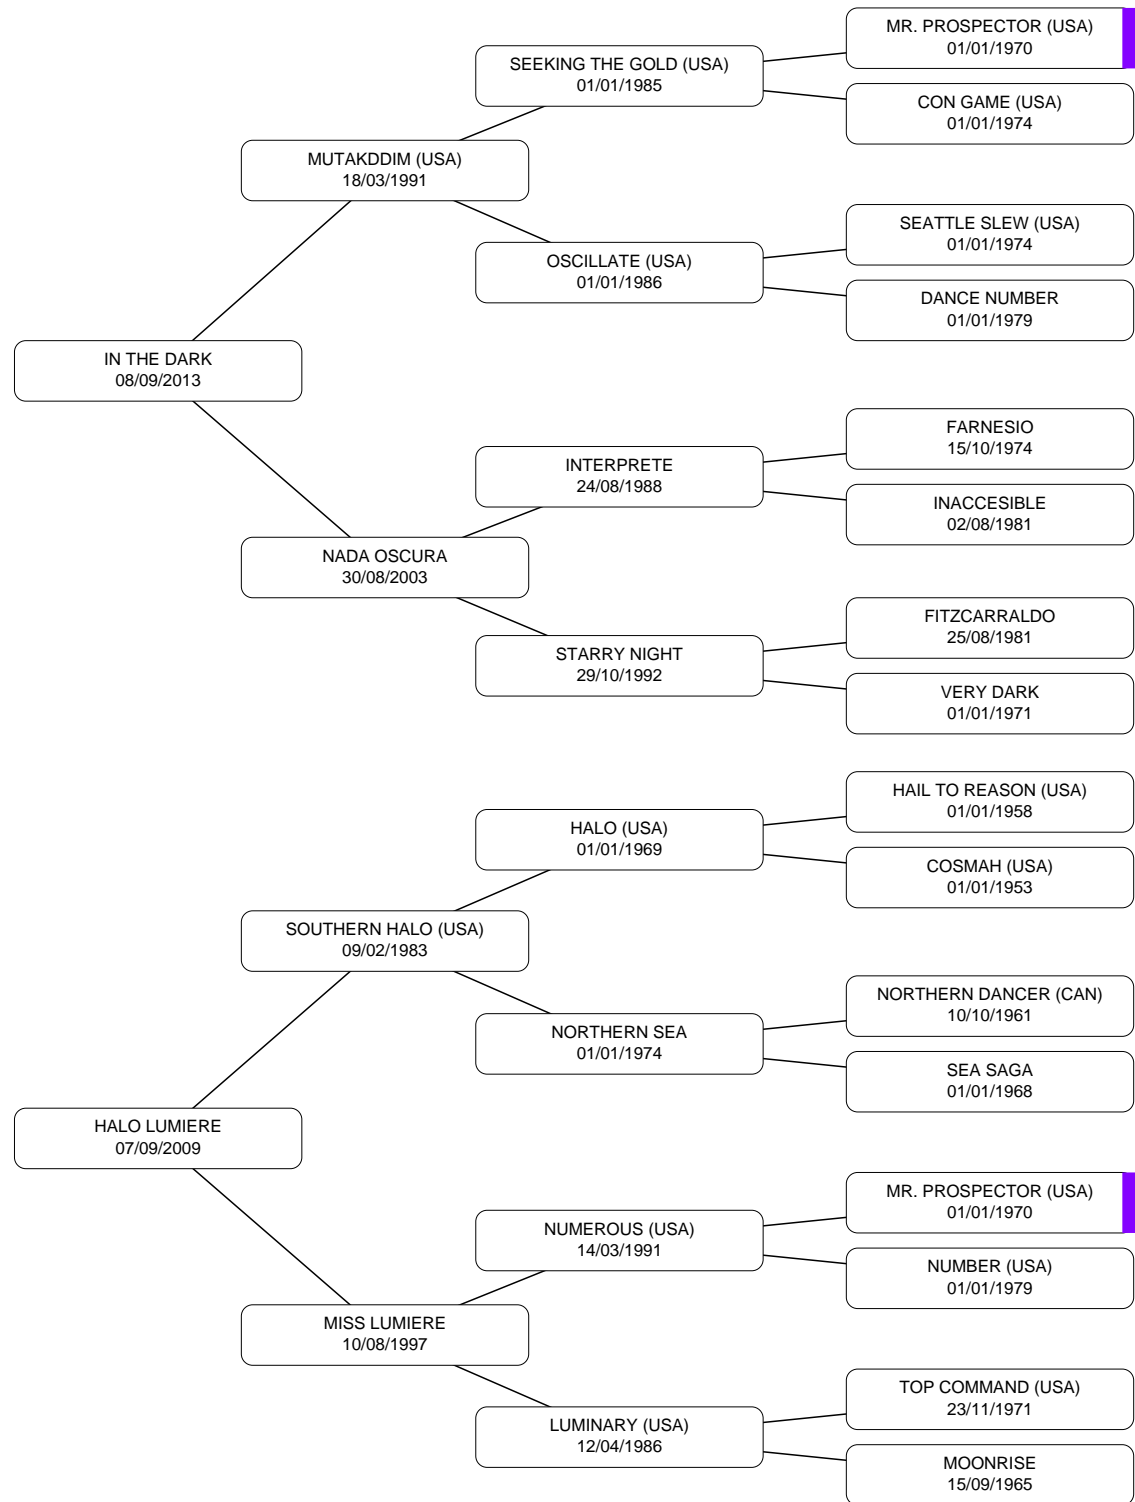 MR. PROSPECTOR (USA)
01/01/1970
SEEKING THE GOLD (USA)
01/01/1985
CON GAME (USA)
01/01/1974
MUTAKDDIM (USA)
18/03/1991
SEATTLE SLEW (USA)
01/01/1974
OSCILLATE (USA)
01/01/1986
DANCE NUMBER
01/01/1979
IN THE DARK
08/09/2013
FARNESIO
15/10/1974
INTERPRETE
24/08/1988
INACCESIBLE
02/08/1981
NADA OSCURA
30/08/2003
FITZCARRALDO
25/08/1981
STARRY NIGHT
29/10/1992
VERY DARK
01/01/1971
HAIL TO REASON (USA)
01/01/1958
HALO (USA)
01/01/1969
COSMAH (USA)
01/01/1953
SOUTHERN HALO (USA)
09/02/1983
NORTHERN DANCER (CAN)
10/10/1961
NORTHERN SEA
01/01/1974
SEA SAGA
01/01/1968
HALO LUMIERE
07/09/2009
MR. PROSPECTOR (USA)
01/01/1970
NUMEROUS (USA)
14/03/1991
NUMBER (USA)
01/01/1979
MISS LUMIERE
10/08/1997
TOP COMMAND (USA)
23/11/1971
LUMINARY (USA)
12/04/1986
MOONRISE
15/09/1965